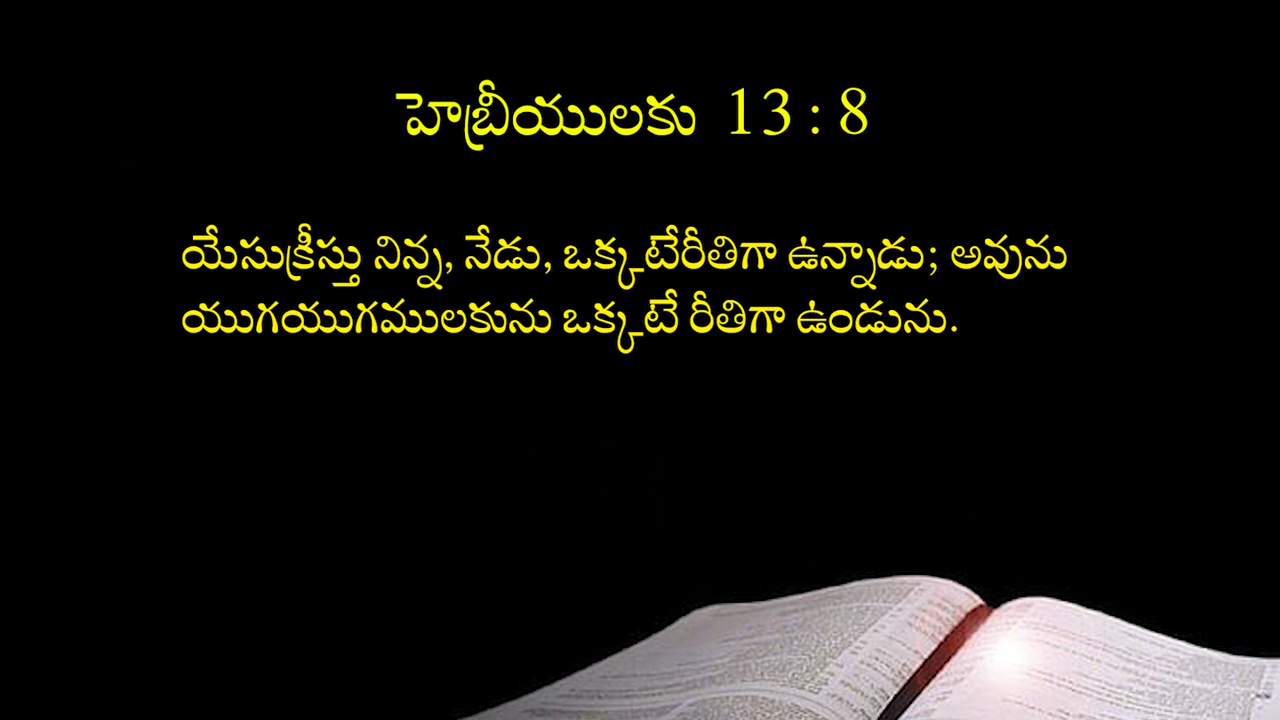 హెబ్రీయులకు 13 : 8
యేసుక్రీస్తు నిన్న, నేడు, ఒక్కటేరీతిగా ఉన్నాడు; అవును
యుగయుగములకును ఒక్కటే రీతిగా ఉండును.